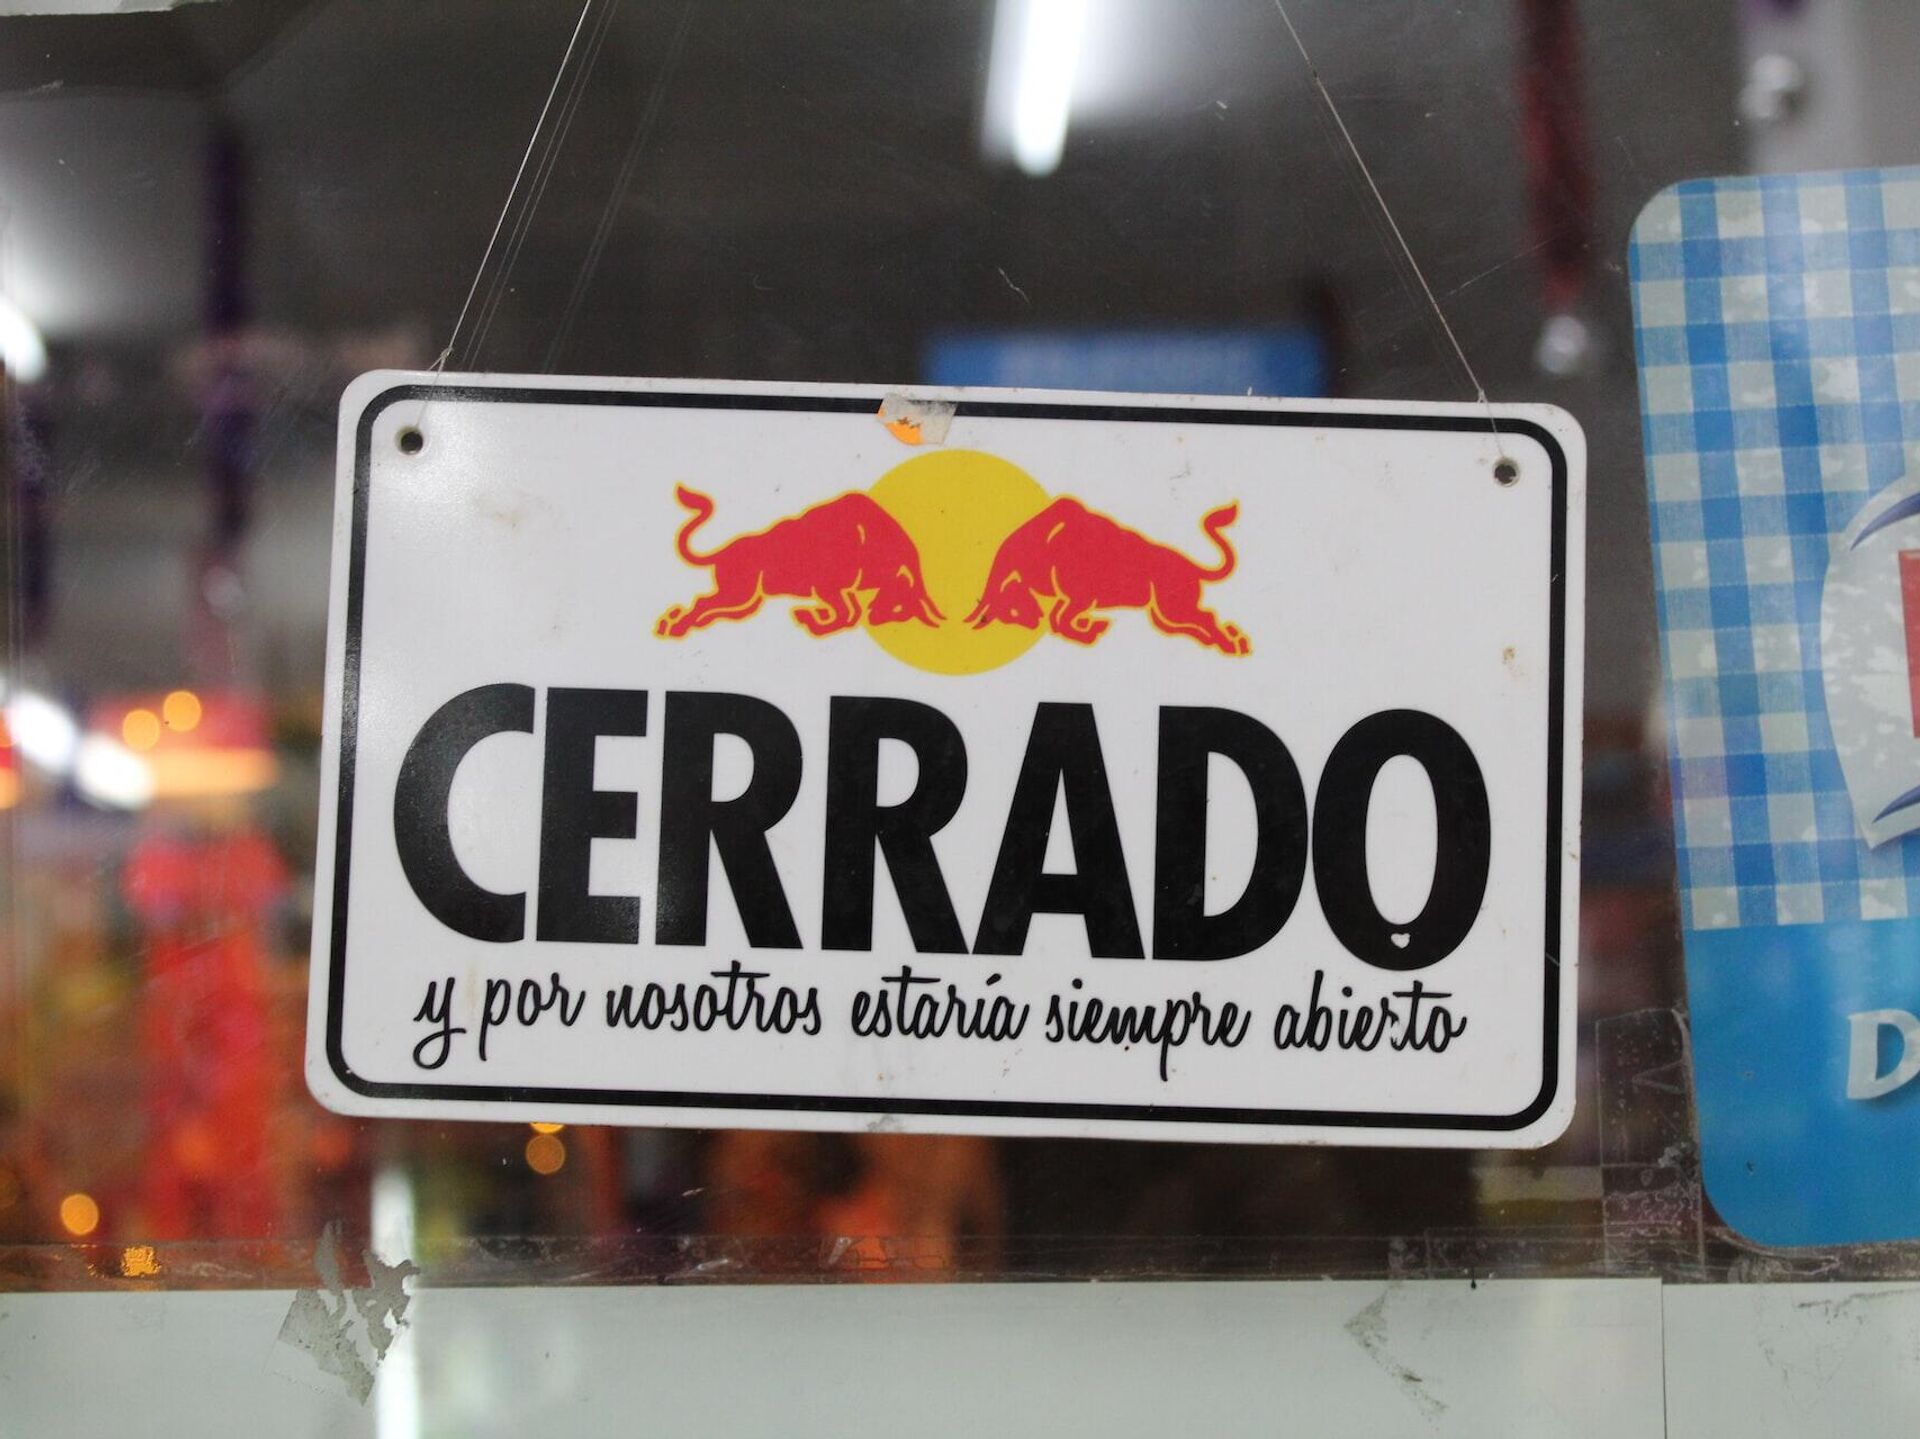 CERRADO
y por nosotros estaría siempre abierto
D